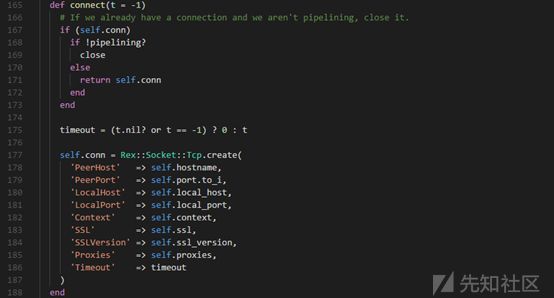 165 def connect(t = -1)
166 # If we already have a connection and we aren't pipelining, close it.
167 if (self.conn)
168 if !pipelining?
169 close
170 else
171 return self.conn
172 end
173 end
174
175 timeout = (t.nil? or t == -1) ? 0 : t
176
177 self.conn = Rex::Socket::Tcp.create(
178 'PeerHost' => self.hostname,
179 'PeerPort' => self.port.to_i,
180 'LocalHost' => self.local_host,
181 'LocalPort' => self.local_port,
182 'Context' => self.context,
183 'SSL' => self.ssl,
184 'SSLVersion' => self.ssl_version,
185 'Proxies' => self.proxies,
186 'Timeout' => timeout
187 )
188 end
先知社区